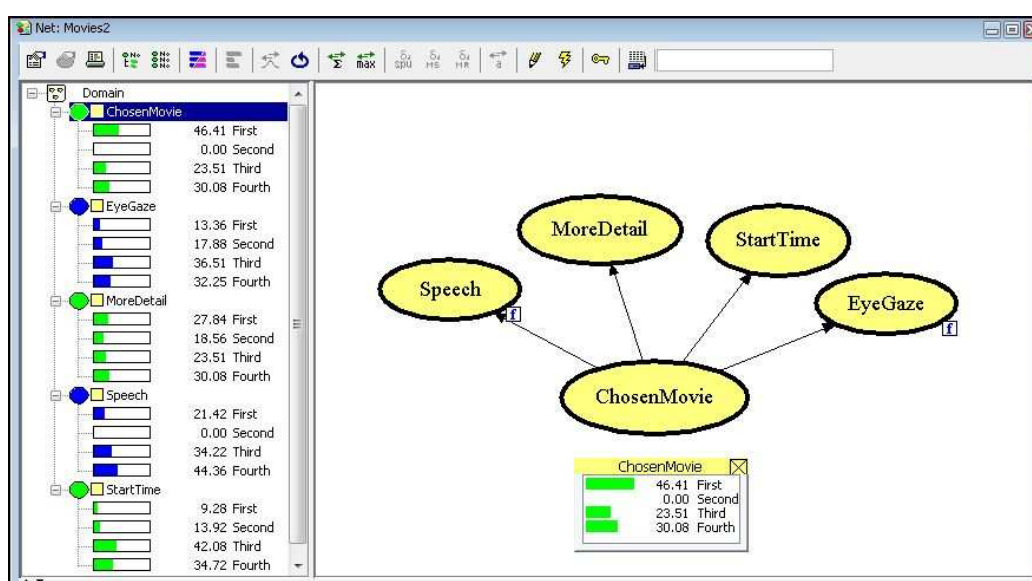 Net: Movies2
Domain
ChosenMovie
46.41 First
0.00 Second
23.51 Third
30.08 Fourth
EyeGaze
13.36 First
17.88 Second
36.51 Third
32.25 Fourth
MoreDetail
27.84 First
18.56 Second
23.51 Third
30.08 Fourth
Speech
21.42 First
0.00 Second
34.22 Third
44.36 Fourth
StartTime
9.28 First
13.92 Second
42.08 Third
34.72 Fourth
MoreDetail
StartTime
Speech
f
EyeGaze
f
ChosenMovie
ChosenMovie
46.41 First
0.00 Second
23.51 Third
30.08 Fourth